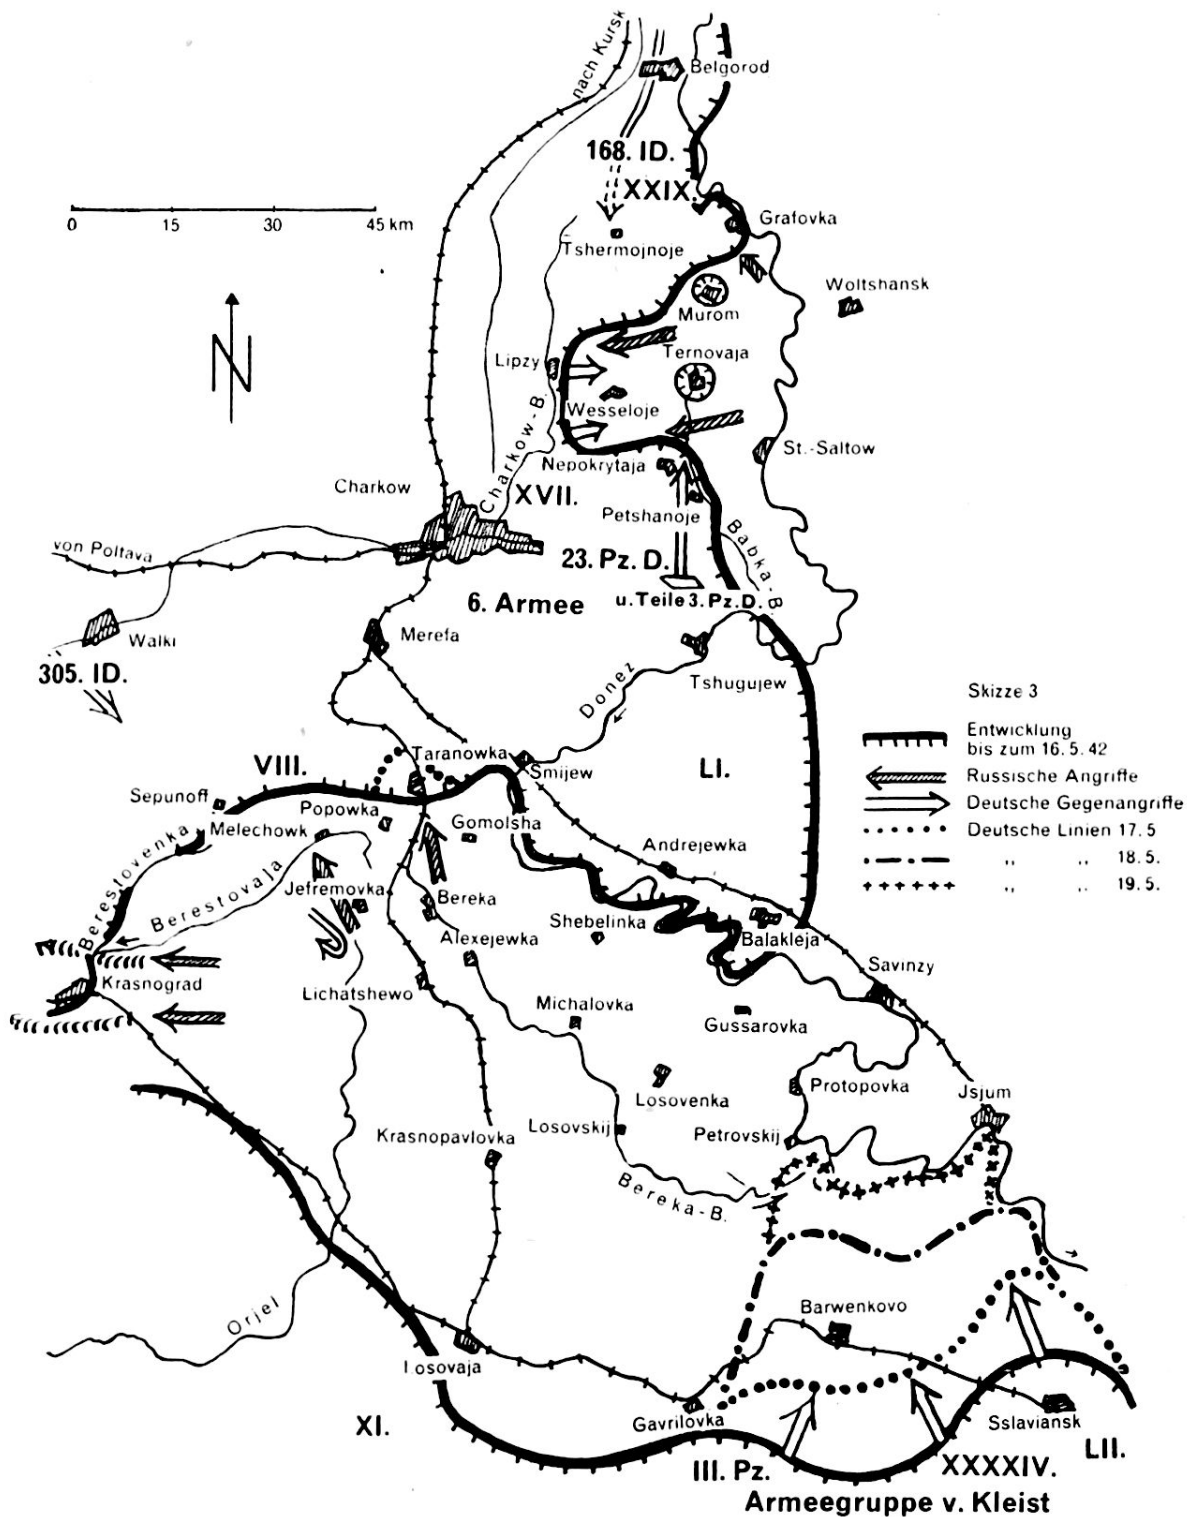 nach Kursk
Belgorod
168. ID.
XXIX.
0 15 30 45 km
Grafovka
Tshermojnoje
Woltshansk
N
Murom
Ternovaja
Lipzy
Wesseloje
Charkow-B.
St.-Saltow
Nepokrytaja
Charkow
XVII.
Petshanoje
Babka-B.
von Poltava
23. Pz. D.
6. Armee
u. Teile 3. Pz. D.
Walki
Merefa
305. ID.
Donez
Tshugujew
Skizze 3
Entwicklung
bis zum 16.5.42
Russische Angriffe
Deutsche Gegenangriffe
Deutsche Linien 17.5
,, ,, 18.5.
,, ,, 19.5.
VIII.
Taranowka
Smijew
LI.
Sepunoff
Popowka
Melechowk
Gomolsha
Berestovenka
Andrejewka
Berestovaja
Jefremovka
Bereka
Shebelinka
Alexejewka
Balakleja
Savinzy
Krasnograd
Lichatshewo
Michalovka
Gussarovka
Protopovka
Jsjum
Losovenka
Krasnopavlovka
Losovskij
Petrovskij
Bereka-B.
Orjel
Barwenkovo
Losovaja
Gavrilovka
Sslaviansk
XI.
III. Pz.
XXXXIV.
LII.
Armeegruppe v. Kleist